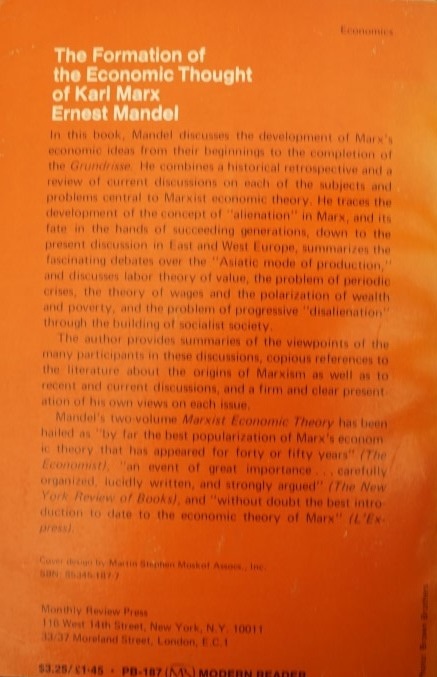 Economics
The Formation of
the Economic Thought
of Karl Marx
Ernest Mandel
In this book, Mandel discusses the development of Marx's
economic ideas from their beginnings to the completion of
the Grundrisse. He combines a historical retrospective and a
review of current discussions on each of the subjects and
problems central to Marxist economic theory. He traces the
development of the concept of "alienation" in Marx, and its
fate in the hands of succeeding generations, down to the
present discussion in East and West Europe, summarizes the
fascinating debates over the "Asiatic mode of production,"
and discusses labor theory of value, the problem of periodic
crises, the theory of wages and the polarization of wealth
and poverty, and the problem of progressive "disalienation"
through the building of socialist society.
The author provides summaries of the viewpoints of the
many participants in these discussions, copious references to
the literature about the origins of Marxism as well as to
recent and current discussions, and a firm and clear present-
ation of his own views on each issue.
Mandel's two-volume Marxist Economic Theory has been
hailed as "by far the best popularization of Marx's econom-
ic theory that has appeared for forty or fifty years" (The
Economist), "an event of great importance . . . carefully
organized, lucidly written, and strongly argued" (The New
York Review of Books), and "without doubt the best intro-
duction to date to the economic theory of Marx" (L'Ex-
press).
Cover design by Martin Stephen Moskof Assocs., Inc.
SBN: 85345-187-7
Monthly Review Press
116 West 14th Street, New York, N.Y. 10011
33/37 Moreland Street, London, E.C.1
$3.25/£1·45 · PB-187 MODERN READER
Brown Brothers